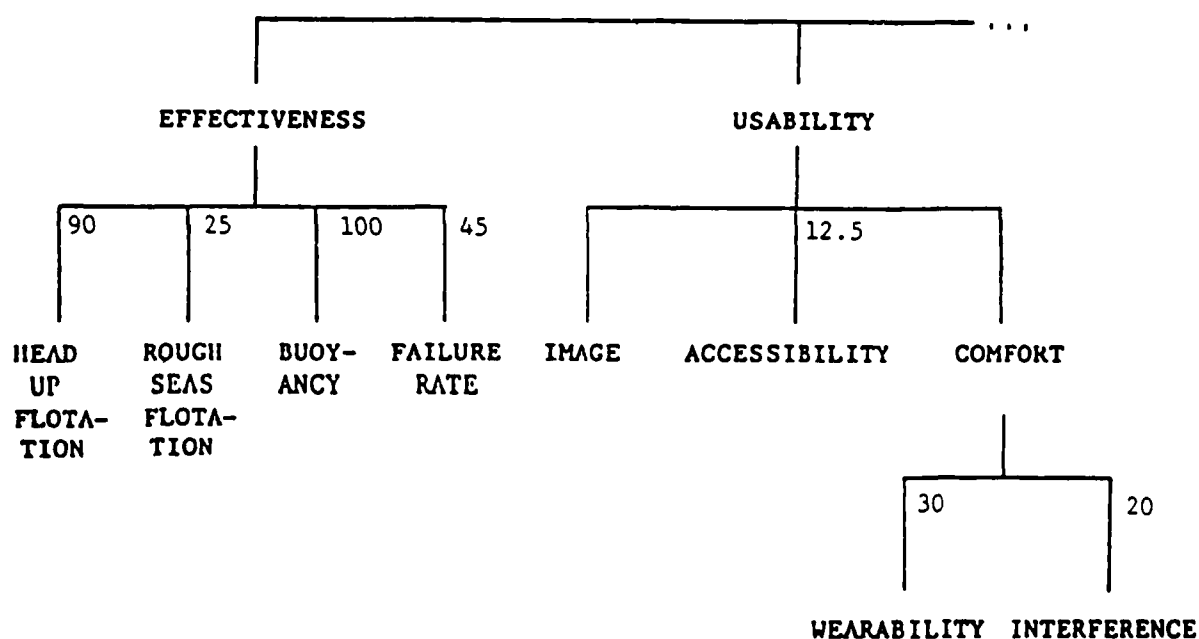 ...
EFFECTIVENESS USABILITY
90 25 100 45 12.5
HEAD ROUGH BUOY- FAILURE IMAGE ACCESSIBILITY COMFORT
UP SEAS ANCY RATE
FLOTA- FLOTA-
TION TION
30 20
WEARABILITY INTERFERENCE